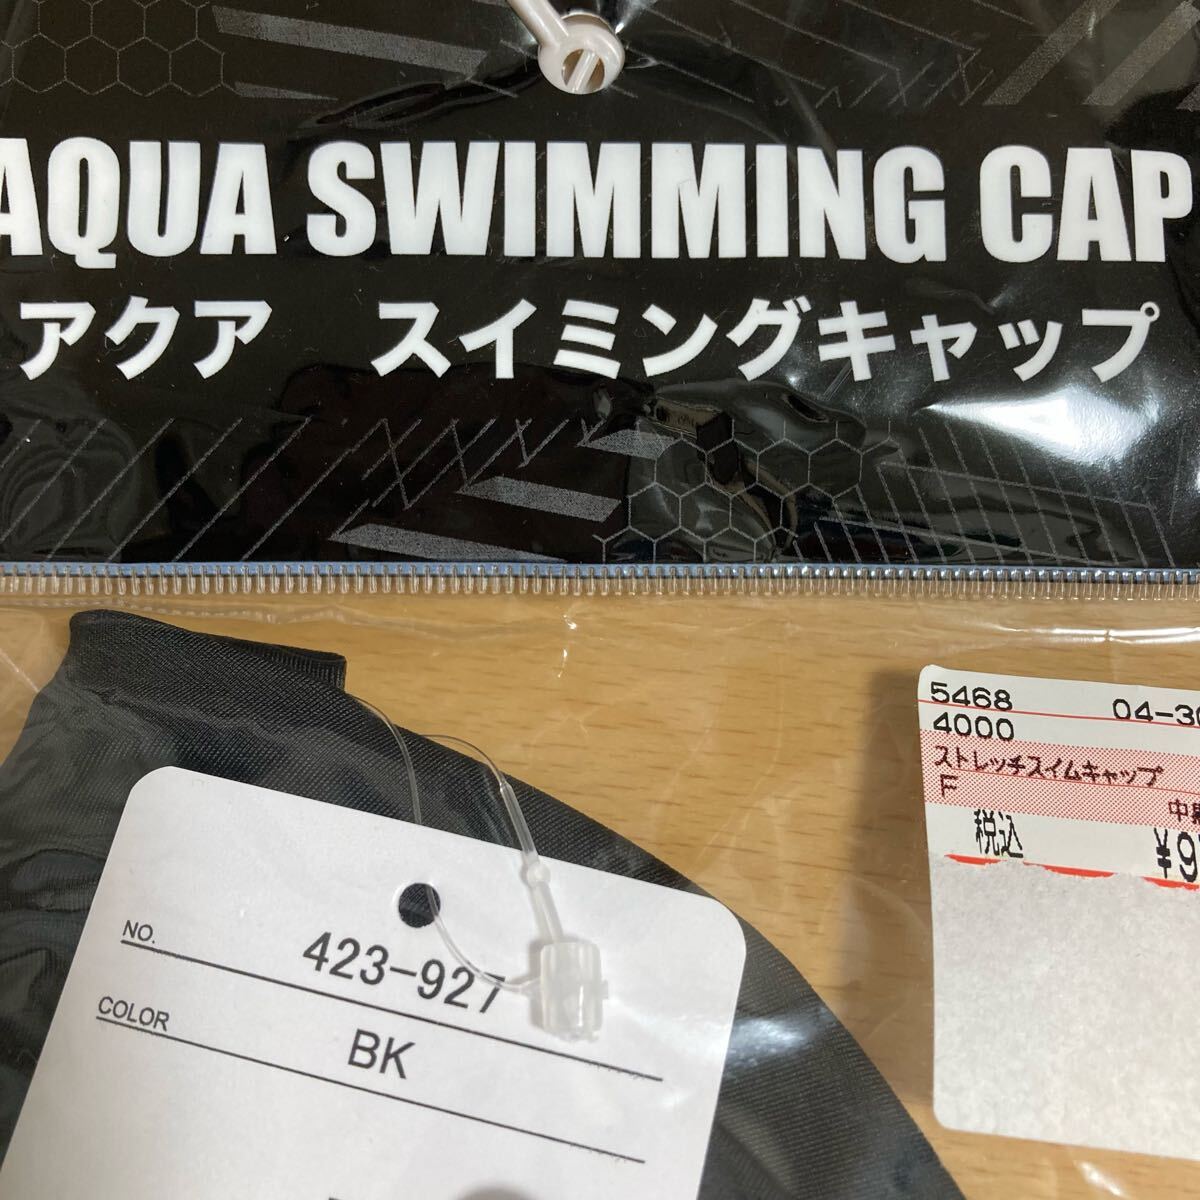 AQUA SWIMMING CAP
アクア スイミングキャップ
5468 04-30
4000
ストレッチスイムキャップ
F
税込 ¥9
NO. 423-927
COLOR BK